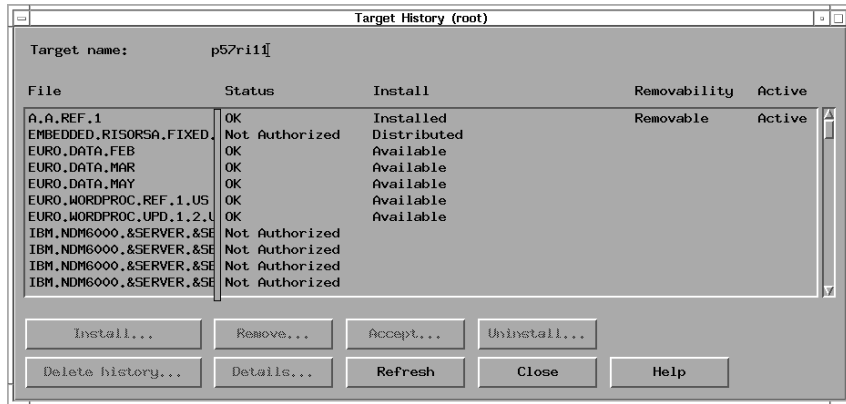 Target History (root)
Target name: p57ri11
File Status Install Removability Active
A.A.REF.1 OK Installed Removable Active
EMBEDDED.RISORSA.FIXED. Not Authorized Distributed
EURO.DATA.FEB OK Available
EURO.DATA.MAR OK Available
EURO.DATA.MAY OK Available
EURO.WORDPROC.REF.1.US OK Available
EURO.WORDPROC.UPD.1.2.U OK Available
IBM.NDM6000.&SERVER.&SE Not Authorized
IBM.NDM6000.&SERVER.&SE Not Authorized
IBM.NDM6000.&SERVER.&SE Not Authorized
IBM.NDM6000.&SERVER.&SE Not Authorized
Install... Remove... Accept... Uninstall...
Delete history... Details... Refresh Close Help